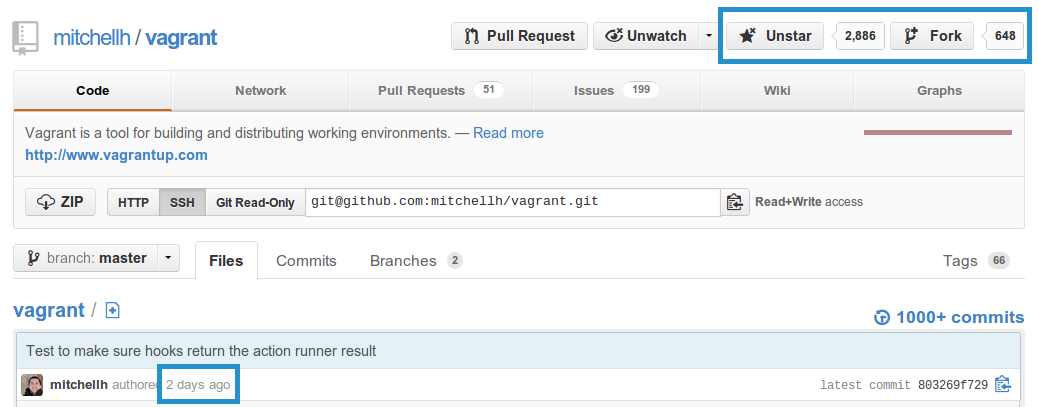 mitchellh / vagrant Pull Request Unwatch Unstar 2,886 Fork 648
Code Network Pull Requests 51 Issues 199 Wiki Graphs
Vagrant is a tool for building and distributing working environments. — Read more
http://www.vagrantup.com
ZIP HTTP SSH Git Read-Only git@github.com:mitchellh/vagrant.git Read+Write access
branch: master Files Commits Branches 2 Tags 66
vagrant / 1000+ commits
Test to make sure hooks return the action runner result
mitchellh authored 2 days ago latest commit 803269f729